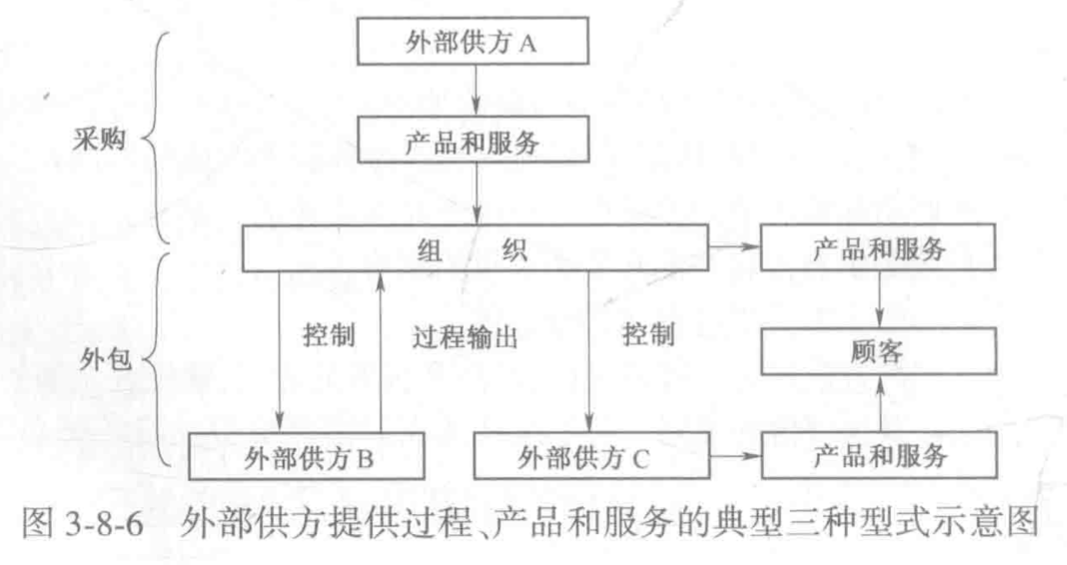 外部供方 A
采购
产品和服务
组 织
产品和服务
控制
过程输出
控制
外包
顾客
外部供方 B
外部供方 C
产品和服务
图 3-8-6 外部供方提供过程、产品和服务的典型三种型式示意图